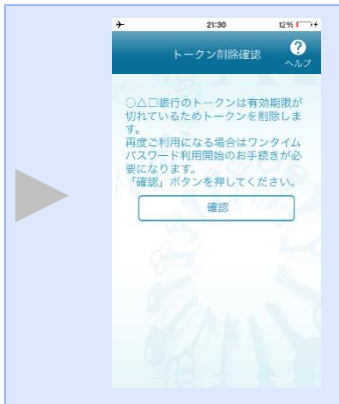 21:30
12%
トークン削除確認
?
ヘルプ
○△□銀行のトークンは有効期限が
切れているためトークンを削除しま
す。
再度ご利用になる場合はワンタイム
パスワード利用開始のお手続きが必
要になります。
「確認」ボタンを押してください。
確認